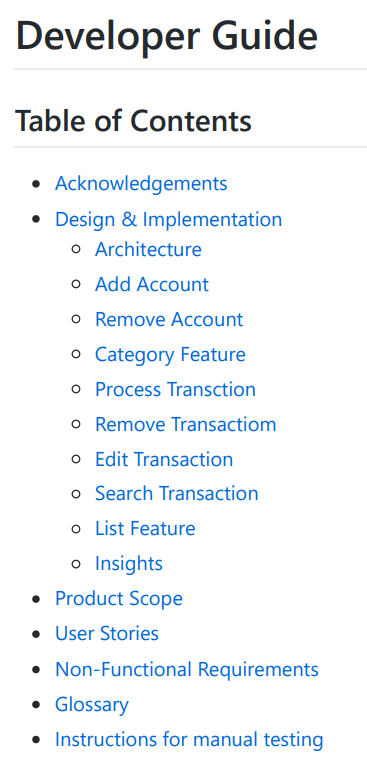 Developer Guide
Table of Contents
Acknowledgements
Design & Implementation
Architecture
Add Account
Remove Account
Category Feature
Process Transction
Remove Transactiom
Edit Transaction
Search Transaction
List Feature
Insights
Product Scope
User Stories
Non-Functional Requirements
Glossary
Instructions for manual testing